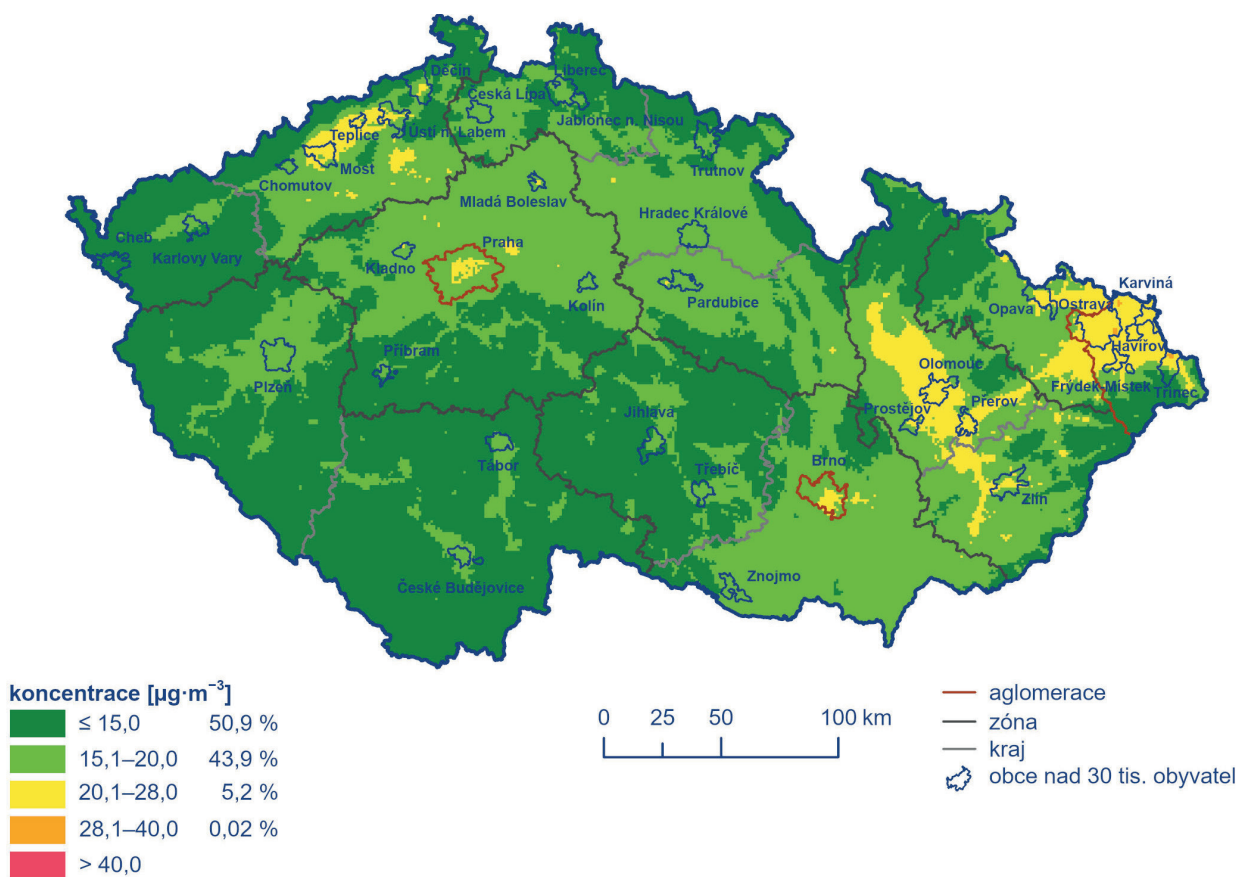 Děčín
Liberec
Česká Lípa
Jablonec n. Nisou
Teplice
Ústí n. Labem
Trutnov
Most
Chomutov
Mladá Boleslav
Hradec Králové
Cheb
Karlovy Vary
Praha
Kladno
Kolín
Pardubice
Karviná
Opava
Ostrava
Havířov
Příbram
Plzeň
Olomouc
Frýdek Místek
Třinec
Jihlava
Prostějov
Přerov
Tábor
Třebíč
Brno
Zlín
České Budějovice
Znojmo
koncentrace [µg·m⁻³]
≤ 15,0 50,9 %
15,1–20,0 43,9 %
20,1–28,0 5,2 %
28,1–40,0 0,02 %
> 40,0
0 25 50 100 km
aglomerace
zóna
kraj
obce nad 30 tis. obyvatel